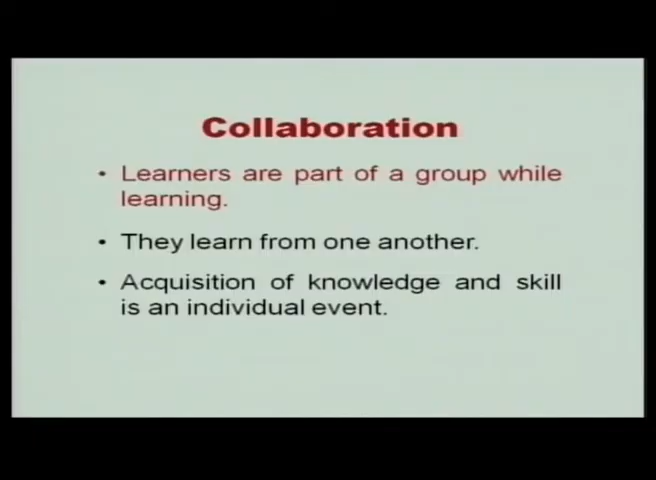 Collaboration
• Learners are part of a group while
learning.
• They learn from one another.
• Acquisition of knowledge and skill
is an individual event.